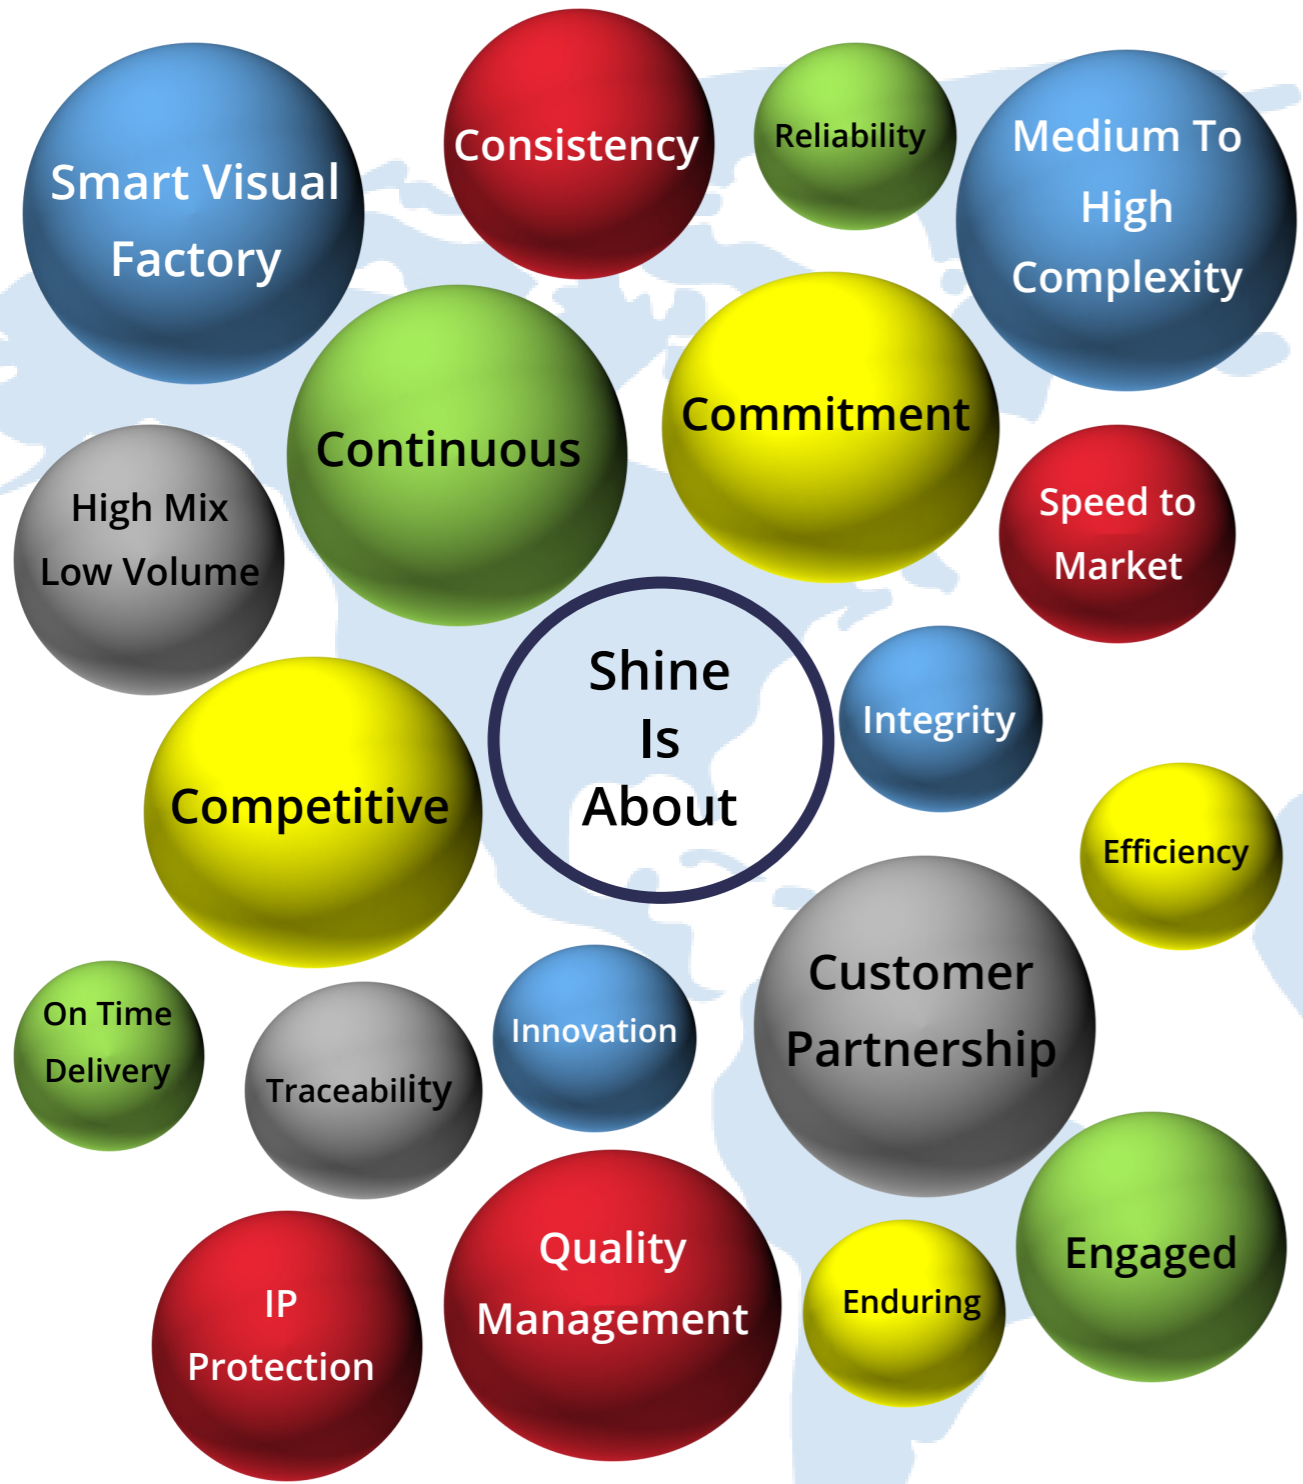 Smart Visual
Factory
Consistency
Reliability
Medium To
High
Complexity
Continuous
Commitment
High Mix
Low Volume
Speed to
Market
Shine
Is
About
Integrity
Competitive
Efficiency
Customer
Partnership
On Time
Delivery
Traceability
Innovation
Quality
Management
Engaged
IP
Protection
Enduring